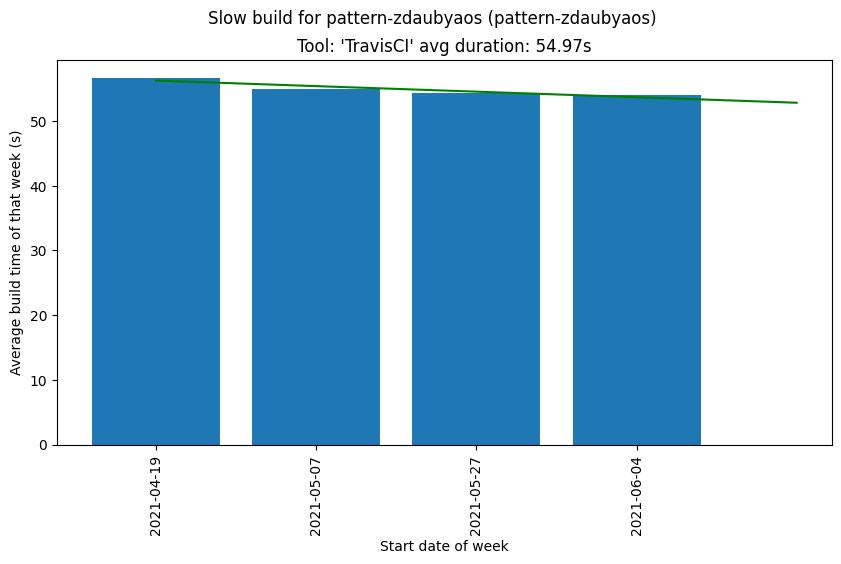 Slow build for pattern-zdaubyaos (pattern-zdaubyaos)
Tool: 'TravisCI' avg duration: 54.97s
Average build time of that week (s)
50
40
30
20
10
0
2021-04-19
2021-05-07
2021-05-27
2021-06-04
Start date of week